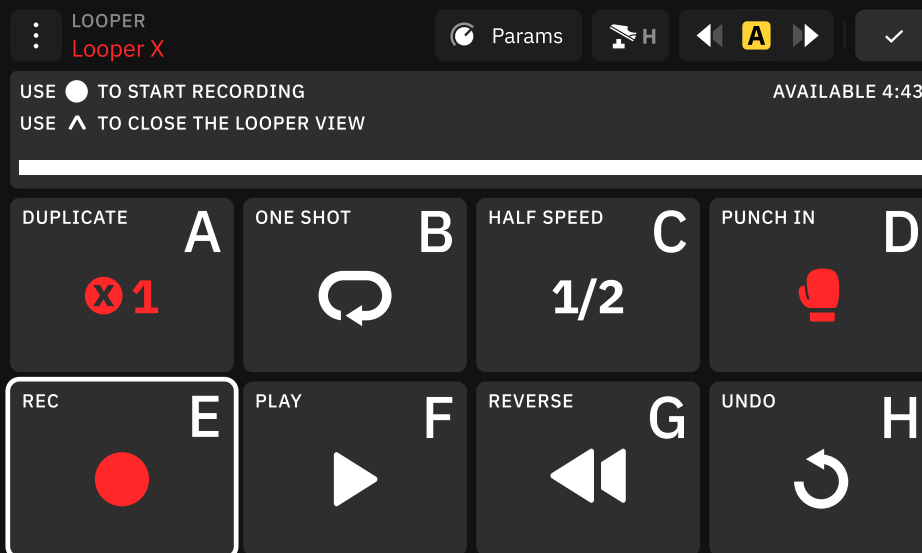 LOOPER
Looper X
Params
H
A
USE TO START RECORDING
AVAILABLE 4:43
USE TO CLOSE THE LOOPER VIEW
DUPLICATE A
X 1
ONE SHOT B
HALF SPEED C
1/2
PUNCH IN D
REC E
PLAY F
REVERSE G
UNDO H